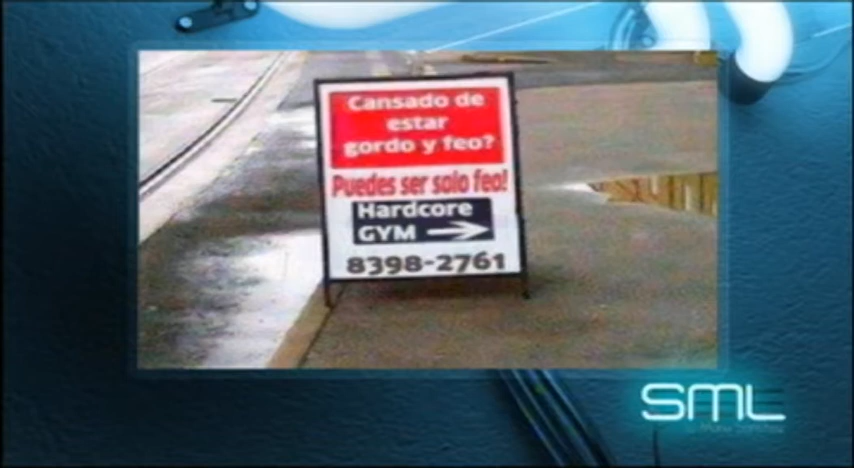 Cansado de
estar
gordo y feo?
Puedes ser solo feo!
Hardcore
GYM
8398-2761
SML